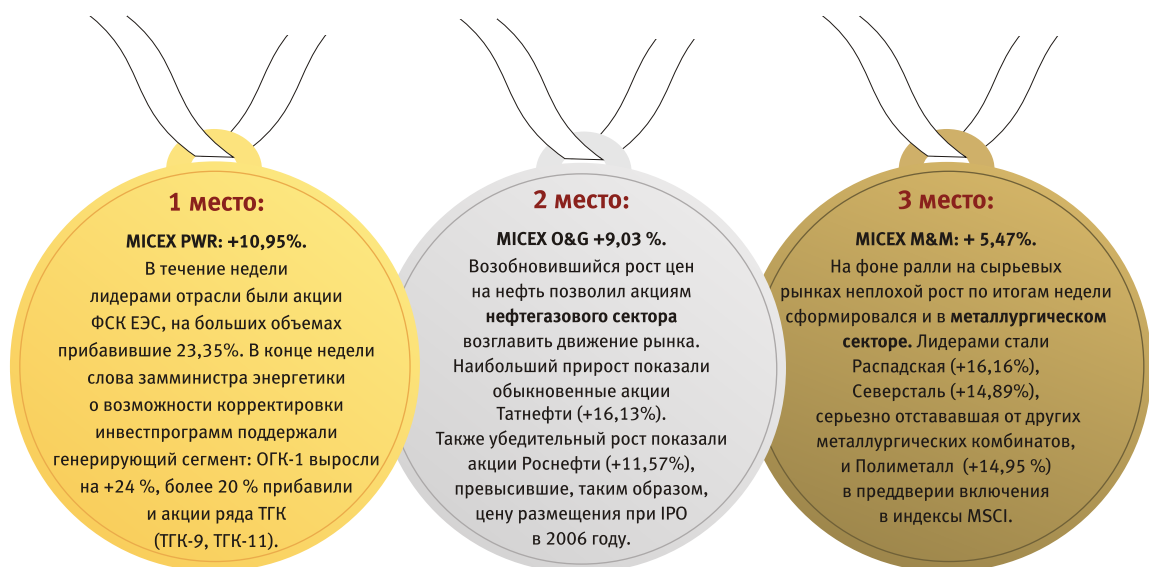 1 место:
MICEX PWR: +10,95%.
В течение недели
лидерами отрасли были акции
ФСК ЕЭС, на больших объемах
прибавившие 23,35%. В конце недели
слова замминистра энергетики
о возможности корректировки
инвестпрограмм поддержали
генерирующий сегмент: ОГК-1 выросли
на +24 %, более 20 % прибавили
и акции ряда ТГК
(ТГК-9, ТГК-11).
2 место:
MICEX O&G +9,03 %.
Возобновившийся рост цен
на нефть позволил акциям
нефтегазового сектора
возглавить движение рынка.
Наибольший прирост показали
обыкновенные акции
Татнефти (+16,13%).
Также убедительный рост показали
акции Роснефти (+11,57%),
превысившие, таким образом,
цену размещения при IPO
в 2006 году.
3 место:
MICEX M&M: + 5,47%.
На фоне ралли на сырьевых
рынках неплохой рост по итогам недели
сформировался и в металлургическом
секторе. Лидерами стали
Распадская (+16,16%),
Северсталь (+14,89%),
серьезно отстававшая от других
металлургических комбинатов,
и Полиметалл (+14,95 %)
в преддверии включения
в индексы MSCI.